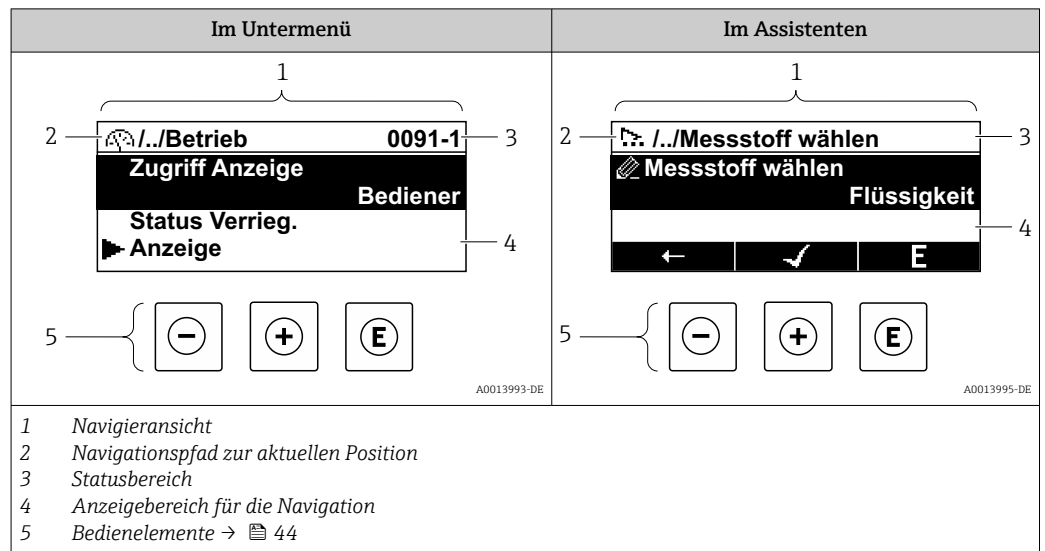 Im Untermenü
Im Assistenten
1
2
/../Betrieb 0091-1
3
Zugriff Anzeige
Bediener
Status Verrieg.
Anzeige
4
5
E
A0013993-DE
1
2
/../Messstoff wählen
3
Messstoff wählen
Flüssigkeit
4
E
5
E
A0013995-DE
1 Navigieransicht
2 Navigationspfad zur aktuellen Position
3 Statusbereich
4 Anzeigebereich für die Navigation
5 Bedienelemente → 44